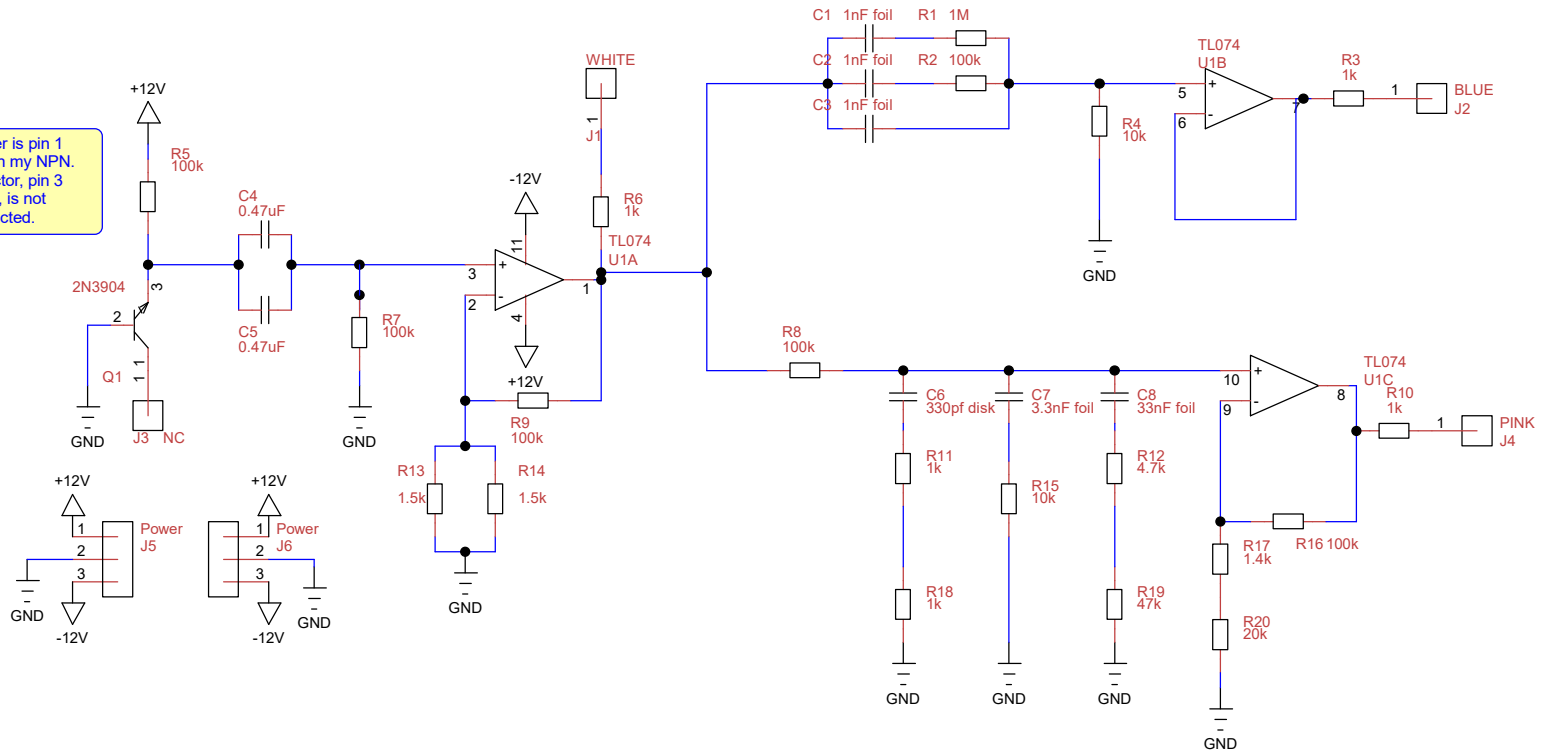 C1 1nF foil R1 1M
C2 1nF foil R2 100k
C3 1nF foil
TL074
U1B
5
6
7
R3
1k
1
BLUE
J2
R4
10k
GND
WHITE
1
J1
R6
1k
+12V
R5
100k
er is pin 1
n my NPN.
ctor, pin 3
, is not
cted.
C4
0.47uF
C5
0.47uF
2N3904
3
2
1 1
Q1
GND
J3 NC
R7
100k
GND
-12V
11
TL074
U1A
3
2
1
4
+12V
R9
100k
R13
1.5k
R14
1.5k
GND
+12V
1
2
3
Power
J5
GND
-12V
+12V
1
2
3
Power
J6
GND
-12V
R8
100k
C6
330pf disk
C7
3.3nF foil
C8
33nF foil
R11
1k
R15
10k
R12
4.7k
R18
1k
R19
47k
GND
GND
GND
TL074
U1C
10
9
8
R10
1k
1
PINK
J4
R16 100k
R17
1.4k
R20
20k
GND